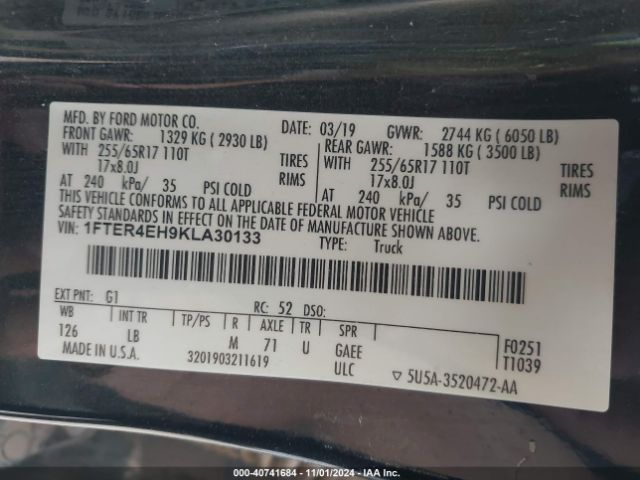 MFD. BY FORD MOTOR CO.
DATE: 03/19 GVWR: 2744 KG ( 6050 LB)
FRONT GAWR: 1329 KG ( 2930 LB) REAR GAWR: 1588 KG ( 3500 LB)
WITH 255/65R17 110T TIRES WITH 255/65R17 110T TIRES
17x8.0J RIMS 17x8.0J RIMS
AT 240 kPa/ 35 PSI COLD AT 240 kPa/ 35 PSI COLD
THIS VEHICLE CONFORMS TO ALL APPLICABLE FEDERAL MOTOR VEHICLE
SAFETY STANDARDS IN EFFECT ON THE DATE OF MANUFACTURE SHOWN ABOVE.
VIN: 1FTER4EH9KLA30133 TYPE: Truck
EXT PNT: G1 RC: 52 DSO:
WB INT TR TP/PS R AXLE TR SPR
126 LB M 71 U GAEE F0251
MADE IN U.S.A. 3201903211619 ULC T1039
▽ 5U5A-3520472-AA
000-40741684 - 11/01/2024 - IAA Inc.